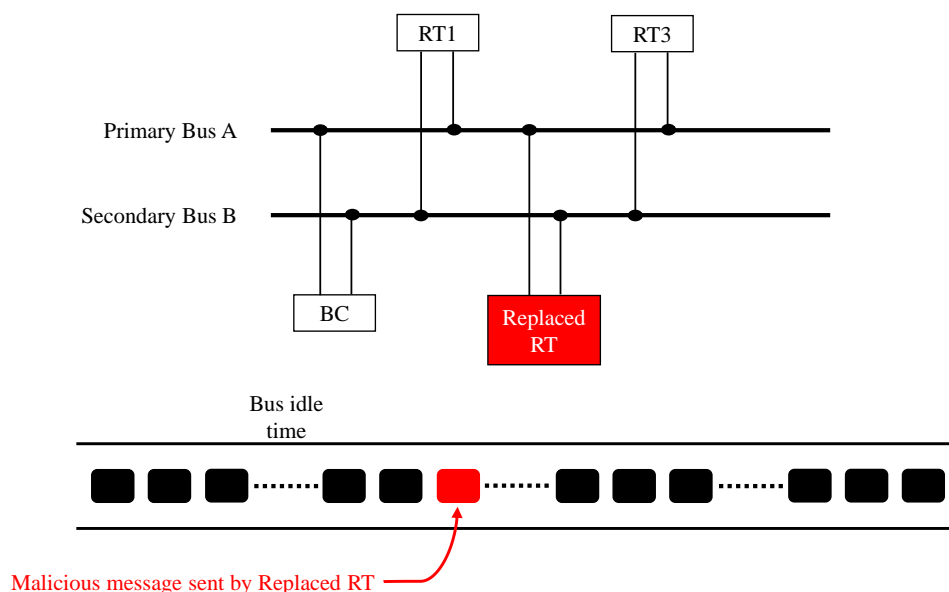 RT1
RT3
Primary Bus A
Secondary Bus B
BC
Replaced
RT
Bus idle
time
Malicious message sent by Replaced RT